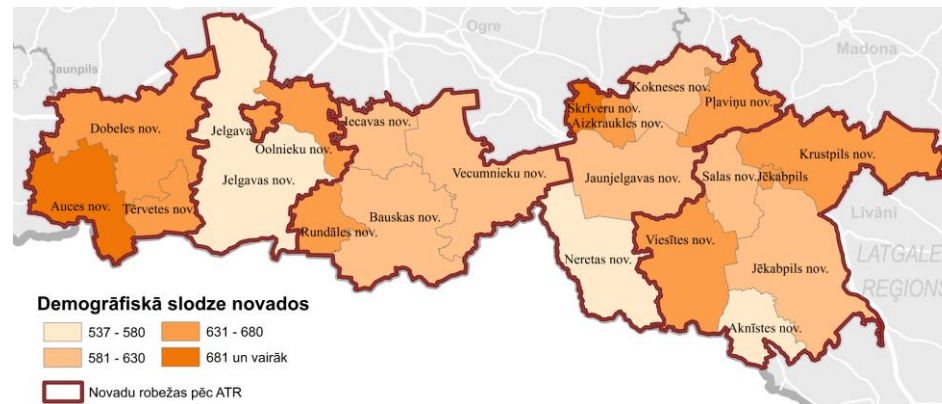 Ogre
Madona
aunpils
s
Kokneses nov.
Skrīveru nov.
Pļaviņu nov.
Aizkraukles nov.
Dobeles nov.
Jelgava
Iecavas nov.
Ozolnieku nov.
Krustpils nov.
Vecumnieku nov.
Jaunjelgavas nov.
Salas nov.
Jēkabpils
Jelgavas nov.
Auces nov.
Tērvetes nov.
Bauskas nov.
Līvāni
Rundāles nov.
Viesītes nov.
Neretas nov.
Jēkabpils nov.
LATGALE
REĢIONS
Aknīstes nov.
Demogrāfiskā slodze novados
537 - 580
631 - 680
581 - 630
681 un vairāk
Novadu robežas pēc ATR